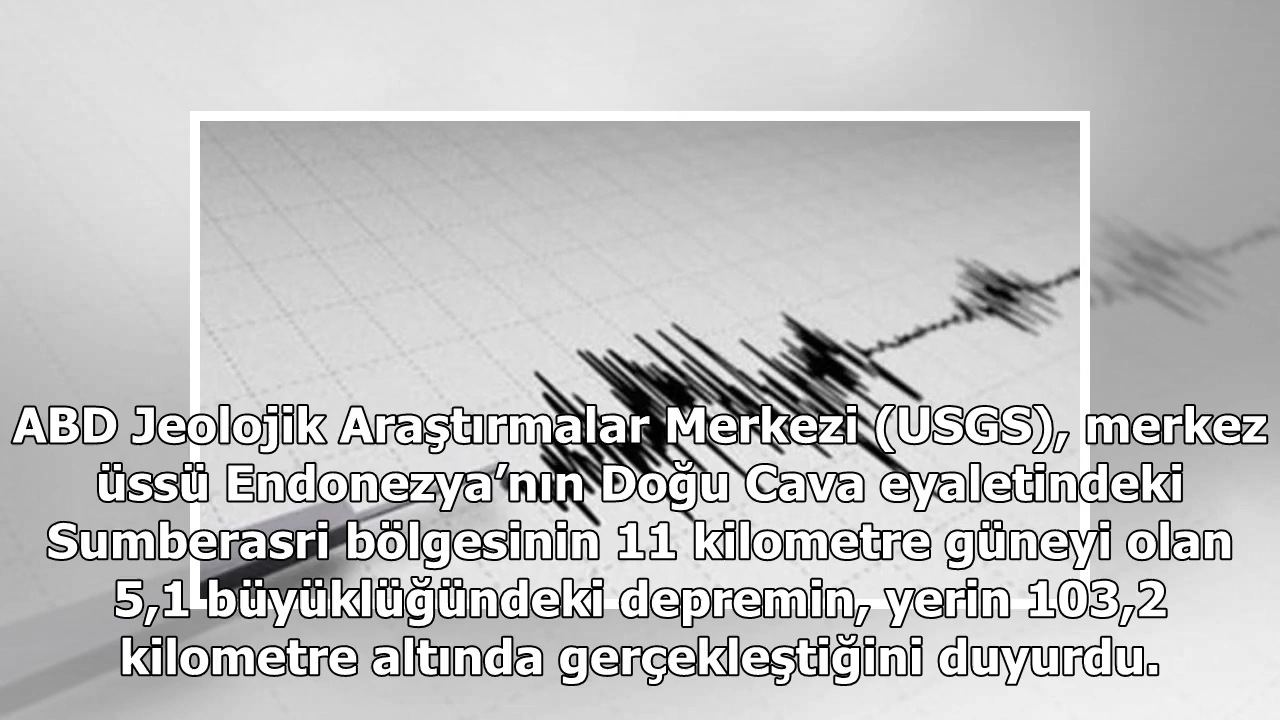 ABD Jeolojik Araştırmalar Merkezi (USGS), merkez
üssü Endonezya’nın Doğu Cava eyaletindeki
Sumberasri bölgesinin 11 kilometre güneyi olan
5,1 büyüklüğündeki depremin, yerin 103,2
kilometre altında gerçekleştiğini duyurdu.